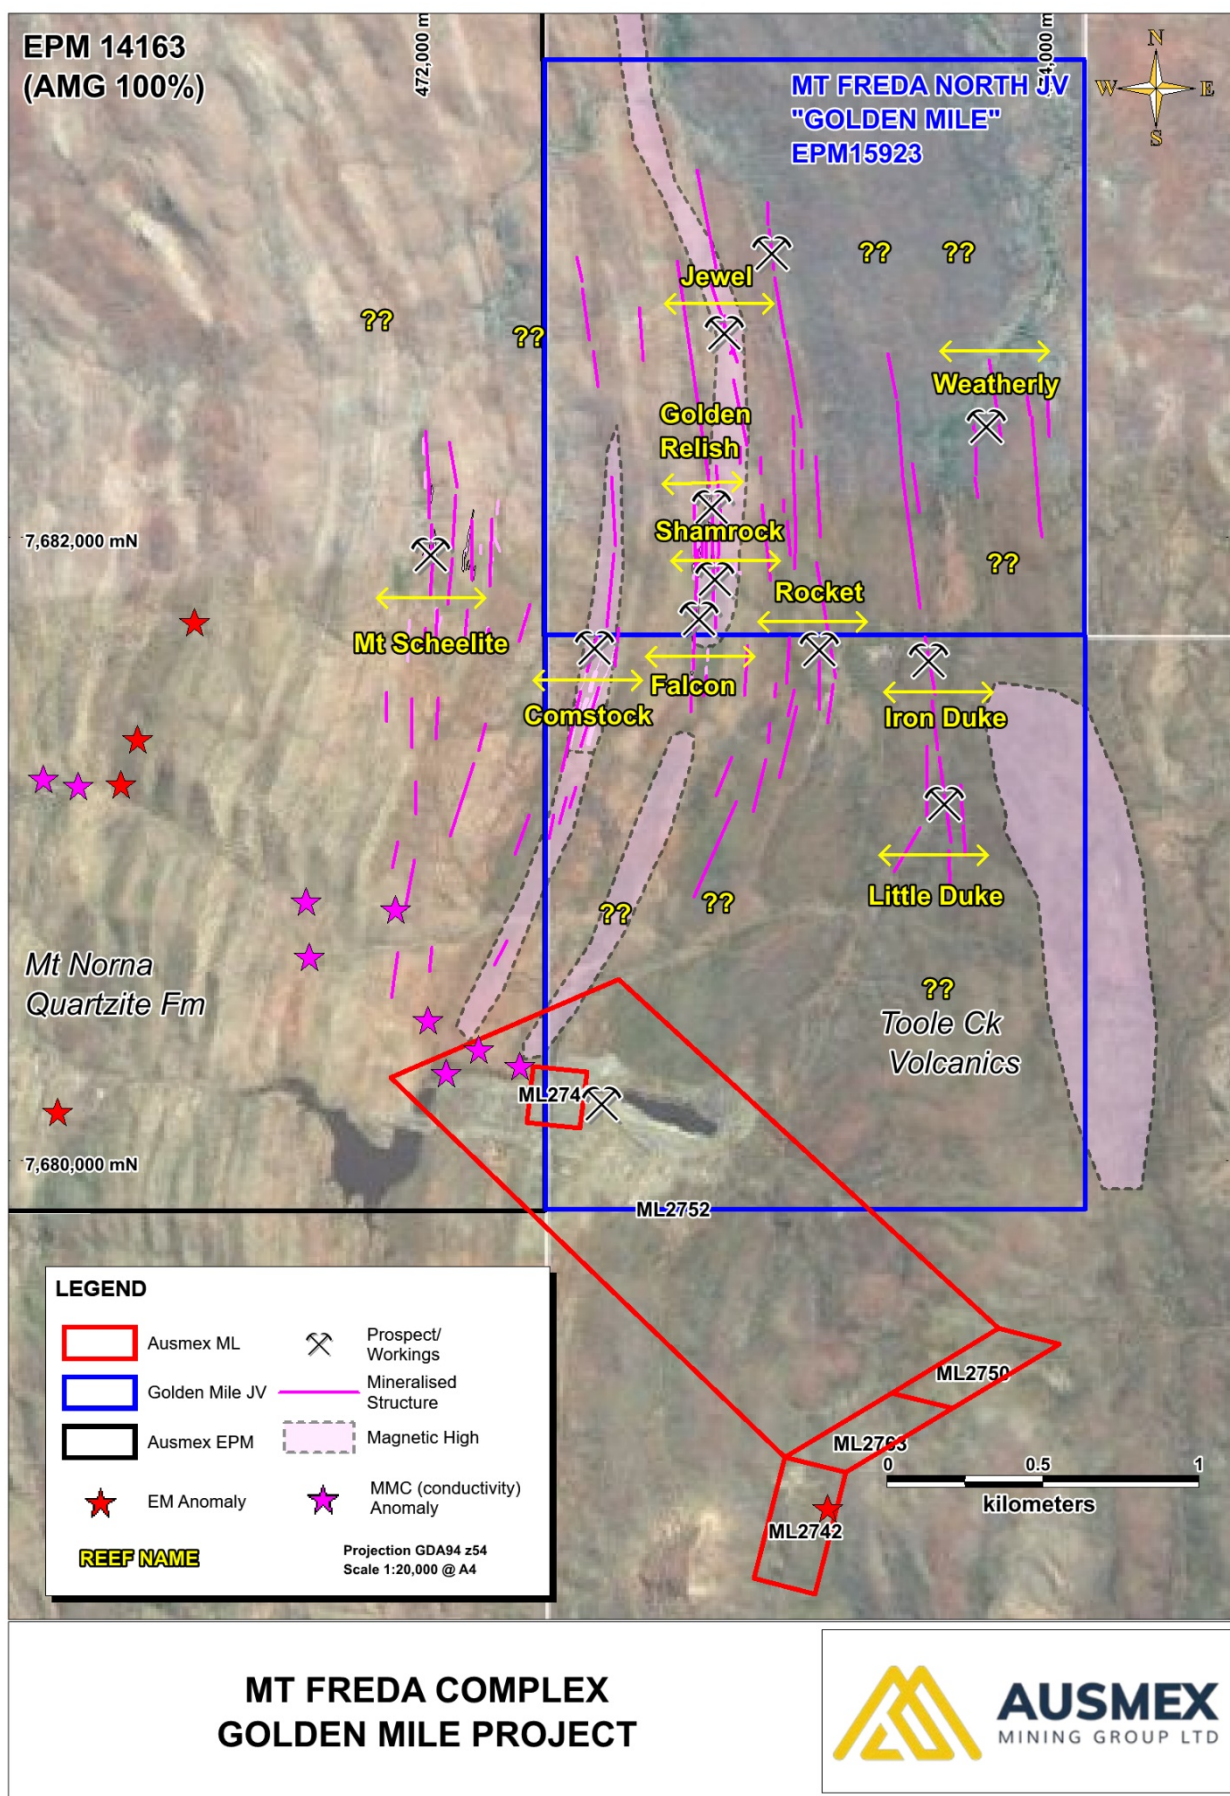 EPM 14163
(AMG 100%)
472,000 m
474,000 m
N
W
E
S
MT FREDA NORTH JV
"GOLDEN MILE"
EPM15923
??
??
Jewel
??
??
Weatherly
Golden
Relish
7,682,000 mN
Shamrock
??
Rocket
Mt Scheelite
Falcon
Comstock
Iron Duke
Little Duke
??
??
Mt Norna
Quartzite Fm
??
Toole Ck
Volcanics
ML274
7,680,000 mN
ML2752
ML2750
ML2763
0
0.5
1
kilometers
ML2742
LEGEND
Ausmex ML
Prospect/
Workings
Golden Mile JV
Mineralised
Structure
Ausmex EPM
Magnetic High
EM Anomaly
MMC (conductivity)
Anomaly
REEF NAME
Projection GDA94 z54
Scale 1:20,000 @ A4
MT FREDA COMPLEX
GOLDEN MILE PROJECT
AUSMEX
MINING GROUP LTD